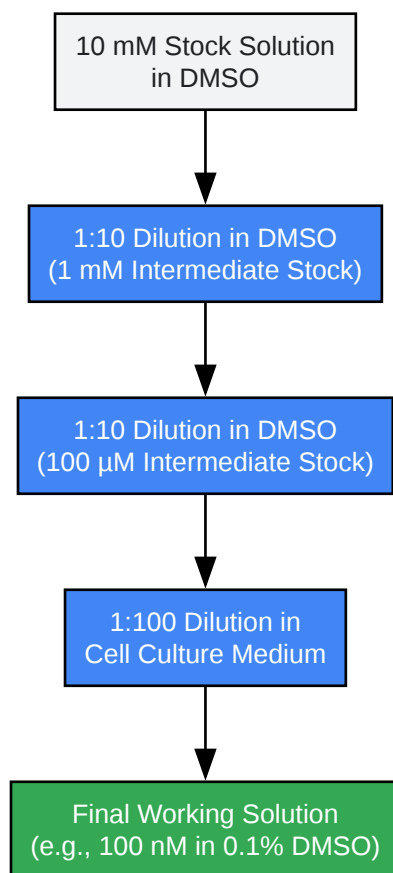 10 mM Stock Solution
in DMSO
1:10 Dilution in DMSO
(1 mM Intermediate Stock)
1:10 Dilution in DMSO
(100 µM Intermediate Stock)
1:100 Dilution in
Cell Culture Medium
Final Working Solution
(e.g., 100 nM in 0.1% DMSO)